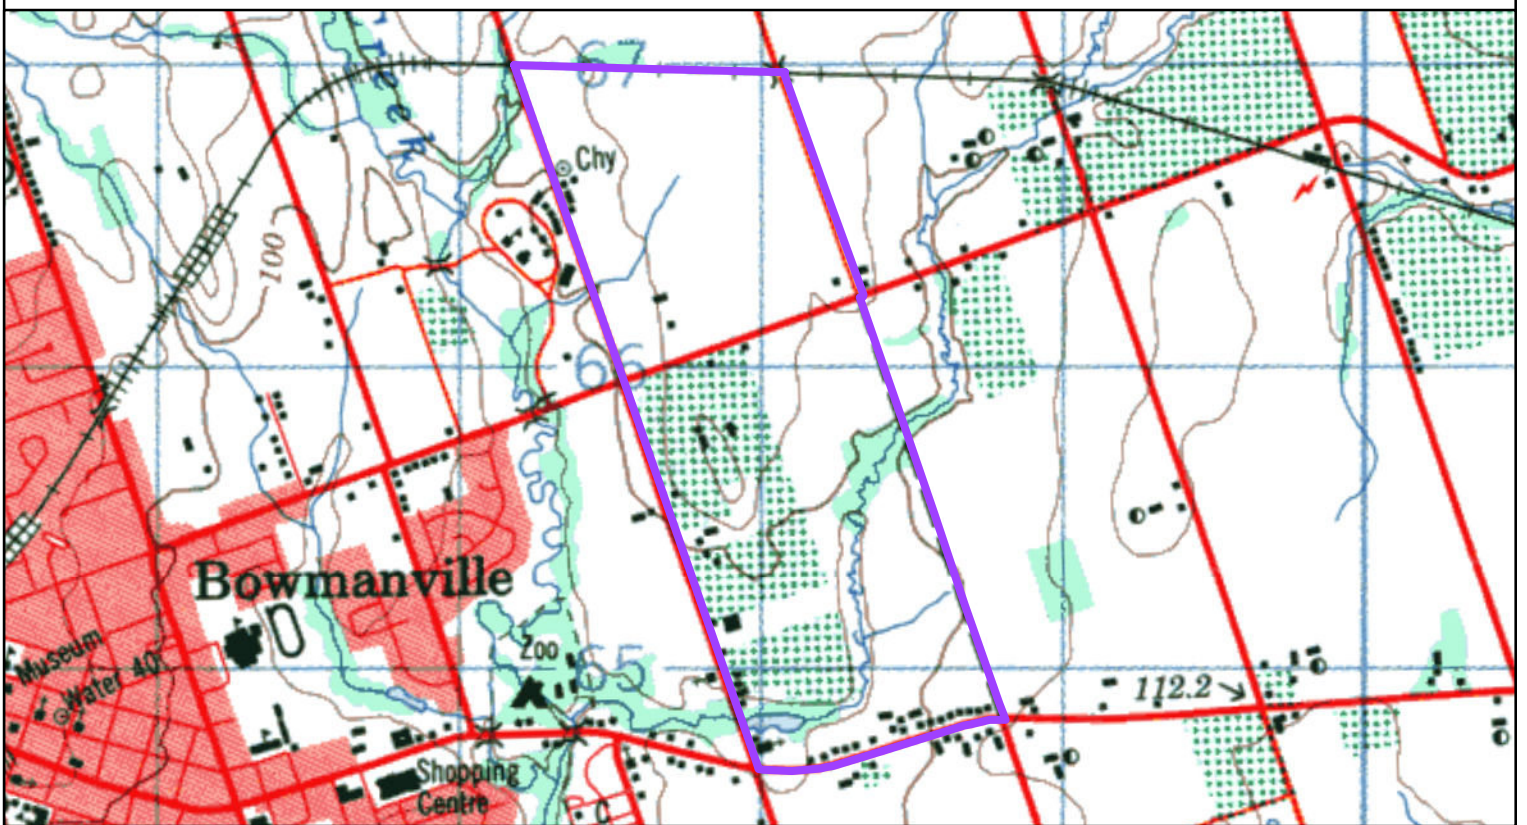 67
Chy
100
66
Bowmanville
Museum
Water 40
Zoo
65
112.2
Shopping
Centre
C